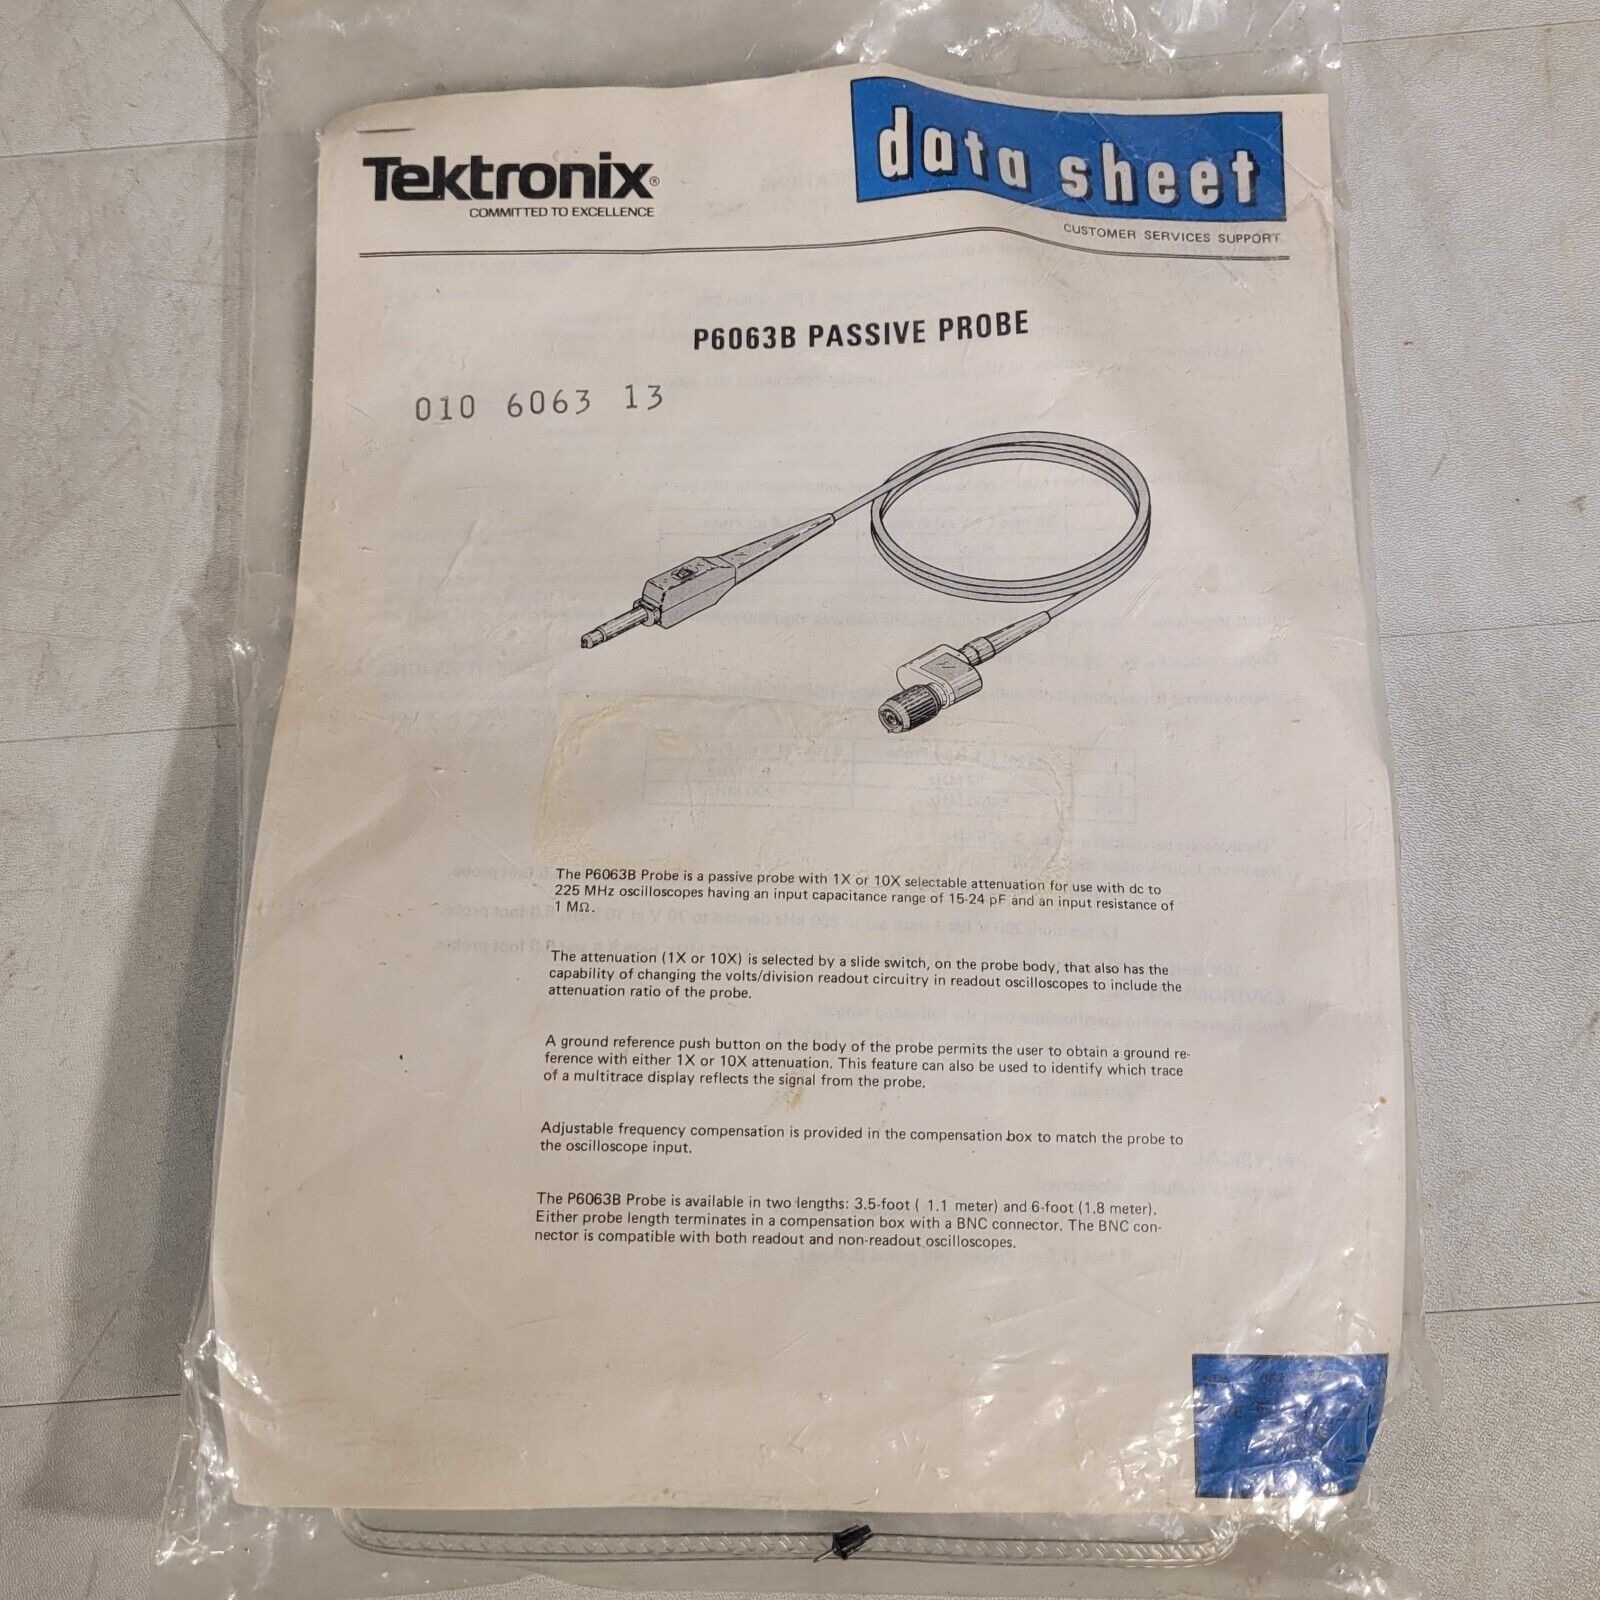 Tektronix®
COMMITTED TO EXCELLENCE
data sheet
CUSTOMER SERVICES SUPPORT
P6063B PASSIVE PROBE
010 6063 13
The P6063B Probe is a passive probe with 1X or 10X selectable attenuation for use with dc to
225 MHz oscilloscopes having an input capacitance range of 15-24 pF and an input resistance of
1 MΩ.
The attenuation (1X or 10X) is selected by a slide switch, on the probe body, that also has the
capability of changing the volts/division readout circuitry in readout oscilloscopes to include the
attenuation ratio of the probe.
A ground reference push button on the body of the probe permits the user to obtain a ground re-
ference with either 1X or 10X attenuation. This feature can also be used to identify which trace
of a multitrace display reflects the signal from the probe.
Adjustable frequency compensation is provided in the compensation box to match the probe to
the oscilloscope input.
The P6063B Probe is available in two lengths: 3.5-foot ( 1.1 meter) and 6-foot (1.8 meter).
Either probe length terminates in a compensation box with a BNC connector. The BNC con-
nector is compatible with both readout and non-readout oscilloscopes.